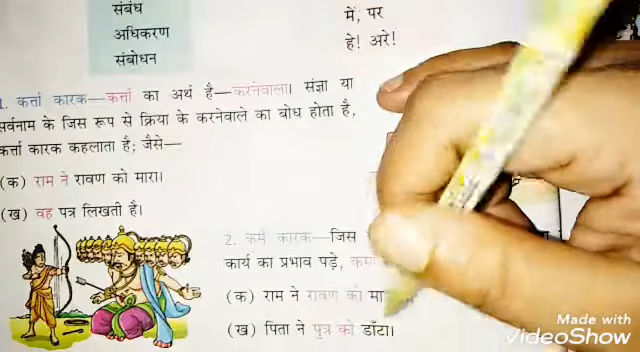 संबंध
अधिकरण
संबोधन
में, पर
हे! अरे!
1. कर्त्ता कारक—कर्त्ता का अर्थ है—करनेवाला। संज्ञा या
सर्वनाम के जिस रूप से क्रिया के करनेवाले का बोध होता है,
कर्त्ता कारक कहलाता है; जैसे—
(क) राम ने रावण को मारा।
(ख) वह पत्र लिखती है।
2. कर्म कारक—जिस
कार्य का प्रभाव पड़े,
(क) राम ने रावण को
(ख) पिता ने पुत्र को डाँटा।
Made with
VideoShow